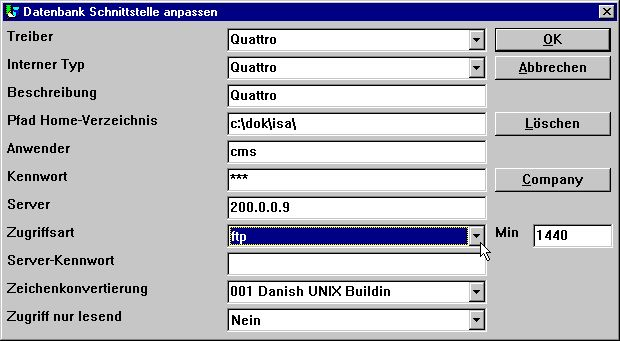 Datenbank Schnittstelle anpassen
Treiber Quattro OK
Interner Typ Quattro Abbrechen
Beschreibung Quattro
Pfad Home-Verzeichnis c:\dok\isa\ Löschen
Anwender cms
Kennwort *** Company
Server 200.0.0.9
Zugriffsart ftp Min 1440
Server-Kennwort
Zeichenkonvertierung 001 Danish UNIX Buildin
Zugriff nur lesend Nein